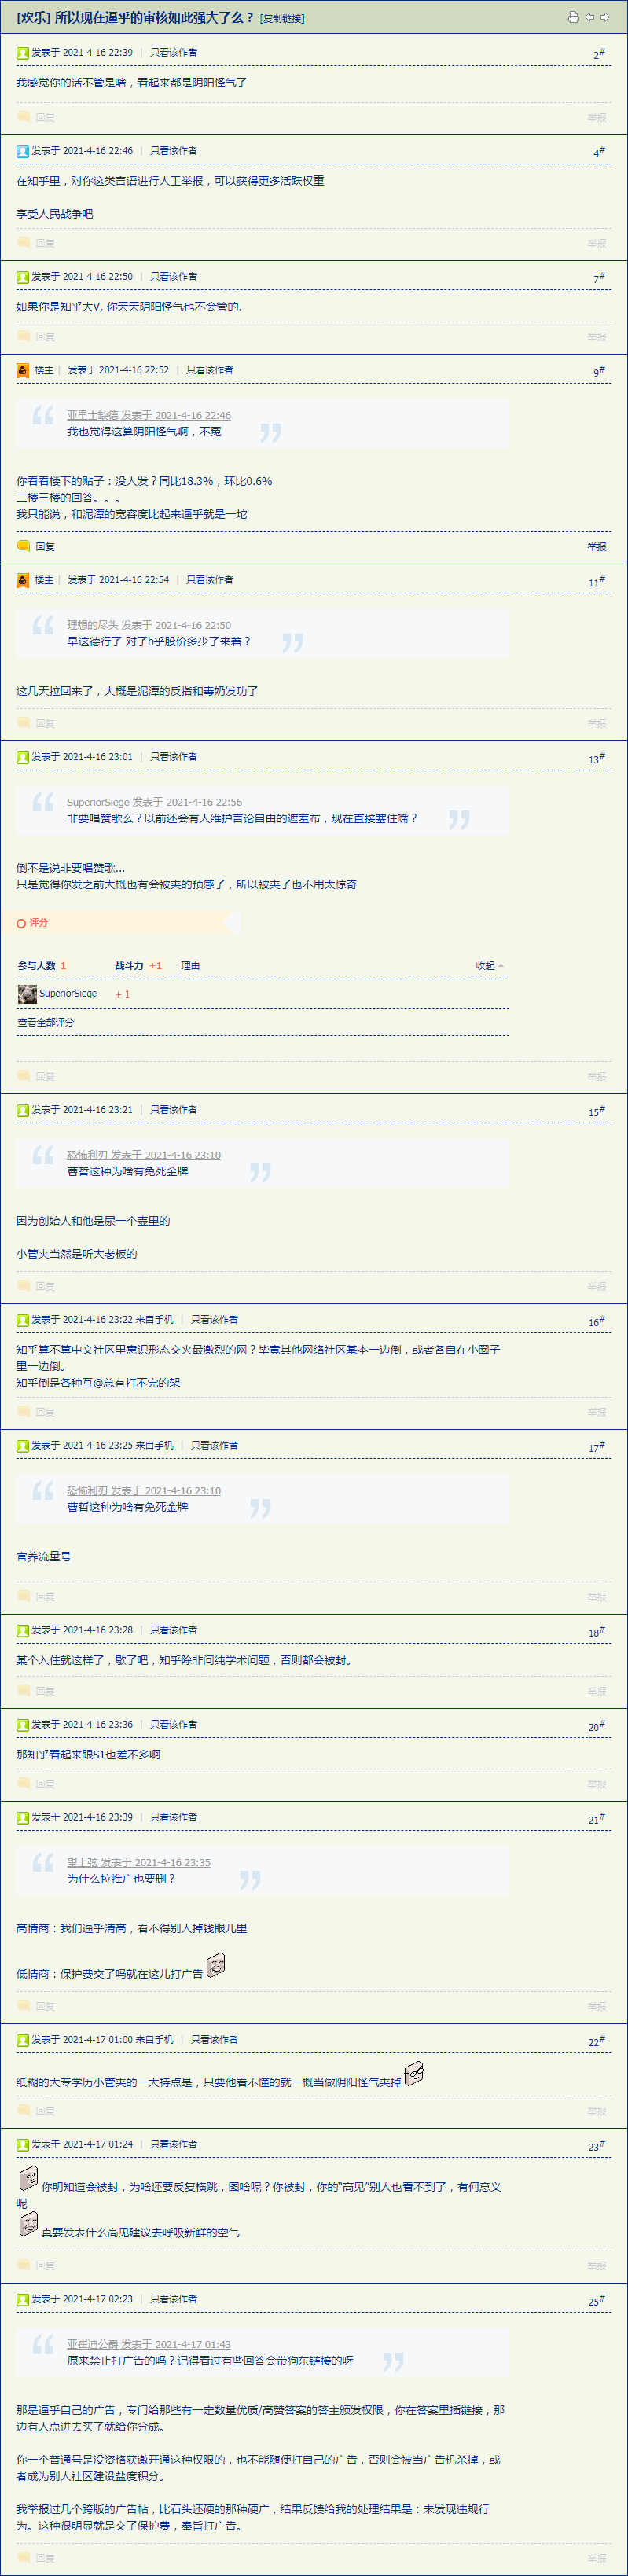 [欢乐] 所以现在逼乎的审核如此强大了么？ [复制链接]
发表于 2021-4-16 22:39 | 只看该作者 2#
我感觉你的话不管是啥，看起来都是阴阳怪气了
回复 举报
发表于 2021-4-16 22:46 | 只看该作者 4#
在知乎里，对你这类言语进行人工举报，可以获得更多活跃权重
享受人民战争吧
回复 举报
发表于 2021-4-16 22:50 | 只看该作者 7#
如果你是知乎大V, 你天天阴阳怪气也不会管的.
回复 举报
楼主 | 发表于 2021-4-16 22:52 | 只看该作者 9#
亚里士缺德 发表于 2021-4-16 22:46
我也觉得这算阴阳怪气啊，不冤
你看看楼下的贴子：没人发？同比18.3%，环比0.6%
二楼三楼的回答。。。
我只能说，和泥潭的宽容度比起来逼乎就是一坨
回复 举报
楼主 | 发表于 2021-4-16 22:54 | 只看该作者 11#
理想的尽头 发表于 2021-4-16 22:50
早这德行了 对了b乎股价多少了来着？
这几天拉回来了，大概是泥潭的反指和毒奶发功了
回复 举报
发表于 2021-4-16 23:01 | 只看该作者 13#
SuperiorSiege 发表于 2021-4-16 22:56
非要唱赞歌么？以前还会有人维护言论自由的遮羞布，现在直接塞住嘴？
倒不是说非要唱赞歌...
只是觉得你发之前大概也有会被夹的预感了，所以被夹了也不用太惊奇
评分
参与人数 1 战斗力 +1 理由 收起
SuperiorSiege + 1
查看全部评分
回复 举报
发表于 2021-4-16 23:21 | 只看该作者 15#
恐怖利刃 发表于 2021-4-16 23:10
曹哲这种为啥有免死金牌
因为创始人和他是尿一个壶里的
小管夹当然是听大老板的
回复 举报
发表于 2021-4-16 23:22 来自手机 | 只看该作者 16#
知乎算不算中文社区里意识形态交火最激烈的网？毕竟其他网络社区基本一边倒，或者各自在小圈子
里一边倒。
知乎倒是各种互@总有打不完的架
回复 举报
发表于 2021-4-16 23:25 来自手机 | 只看该作者 17#
恐怖利刃 发表于 2021-4-16 23:10
曹哲这种为啥有免死金牌
官养流量号
回复 举报
发表于 2021-4-16 23:28 | 只看该作者 18#
某个入住就这样了，歇了吧，知乎除非问纯学术问题，否则都会被封。
回复 举报
发表于 2021-4-16 23:36 | 只看该作者 20#
那知乎看起来跟S1也差不多啊
回复 举报
发表于 2021-4-16 23:39 | 只看该作者 21#
望上弦 发表于 2021-4-16 23:35
为什么拉推广也要删？
高情商：我们逼乎清高，看不得别人掉钱眼儿里
低情商：保护费交了吗就在这儿打广告
回复 举报
发表于 2021-4-17 01:00 来自手机 | 只看该作者 22#
纸糊的大专学历小管夹的一大特点是，只要他看不懂的就一概当做阴阳怪气夹掉
回复 举报
发表于 2021-4-17 01:24 | 只看该作者 23#
你明知道会被封，为啥还要反复横跳，图啥呢？你被封，你的“高见”别人也看不到了，有何意义
呢
真要发表什么高见建议去呼吸新鲜的空气
回复 举报
发表于 2021-4-17 02:23 | 只看该作者 25#
亚崔迪公爵 发表于 2021-4-17 01:43
原来禁止打广告的吗？记得看过有些回答会带狗东链接的呀
那是逼乎自己的广告，专门给那些有一定数量优质/高赞答案的答主颁发权限，你在答案里插链接，那
边有人点进去买了就给你分成。
你一个普通号是没资格获邀开通这种权限的，也不能随便打自己的广告，否则会被当广告机杀掉，或
者成为别人社区建设盐度积分。
我举报过几个跨版的广告帖，比石头还硬的那种硬广，结果反馈给我的处理结果是：未发现违规行
为。这种很明显就是交了保护费，奉旨打广告。
回复 举报